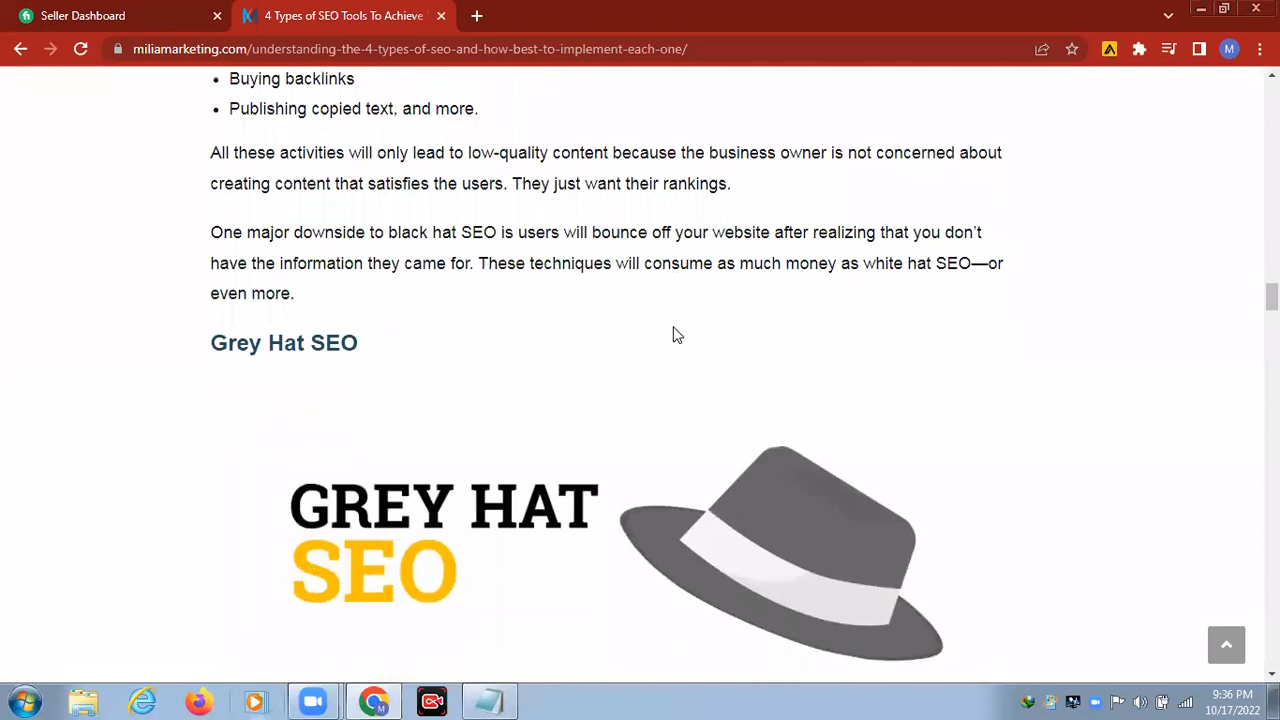 Seller Dashboard
4 Types of SEO Tools To Achieve
miliamarketing.com/understanding-the-4-types-of-seo-and-how-best-to-implement-each-one/
M
• Buying backlinks
• Publishing copied text, and more.
All these activities will only lead to low-quality content because the business owner is not concerned about
creating content that satisfies the users. They just want their rankings.
One major downside to black hat SEO is users will bounce off your website after realizing that you don't
have the information they came for. These techniques will consume as much money as white hat SEO—or
even more.
Grey Hat SEO
GREY HAT
SEO
9:36 PM
10/17/2022